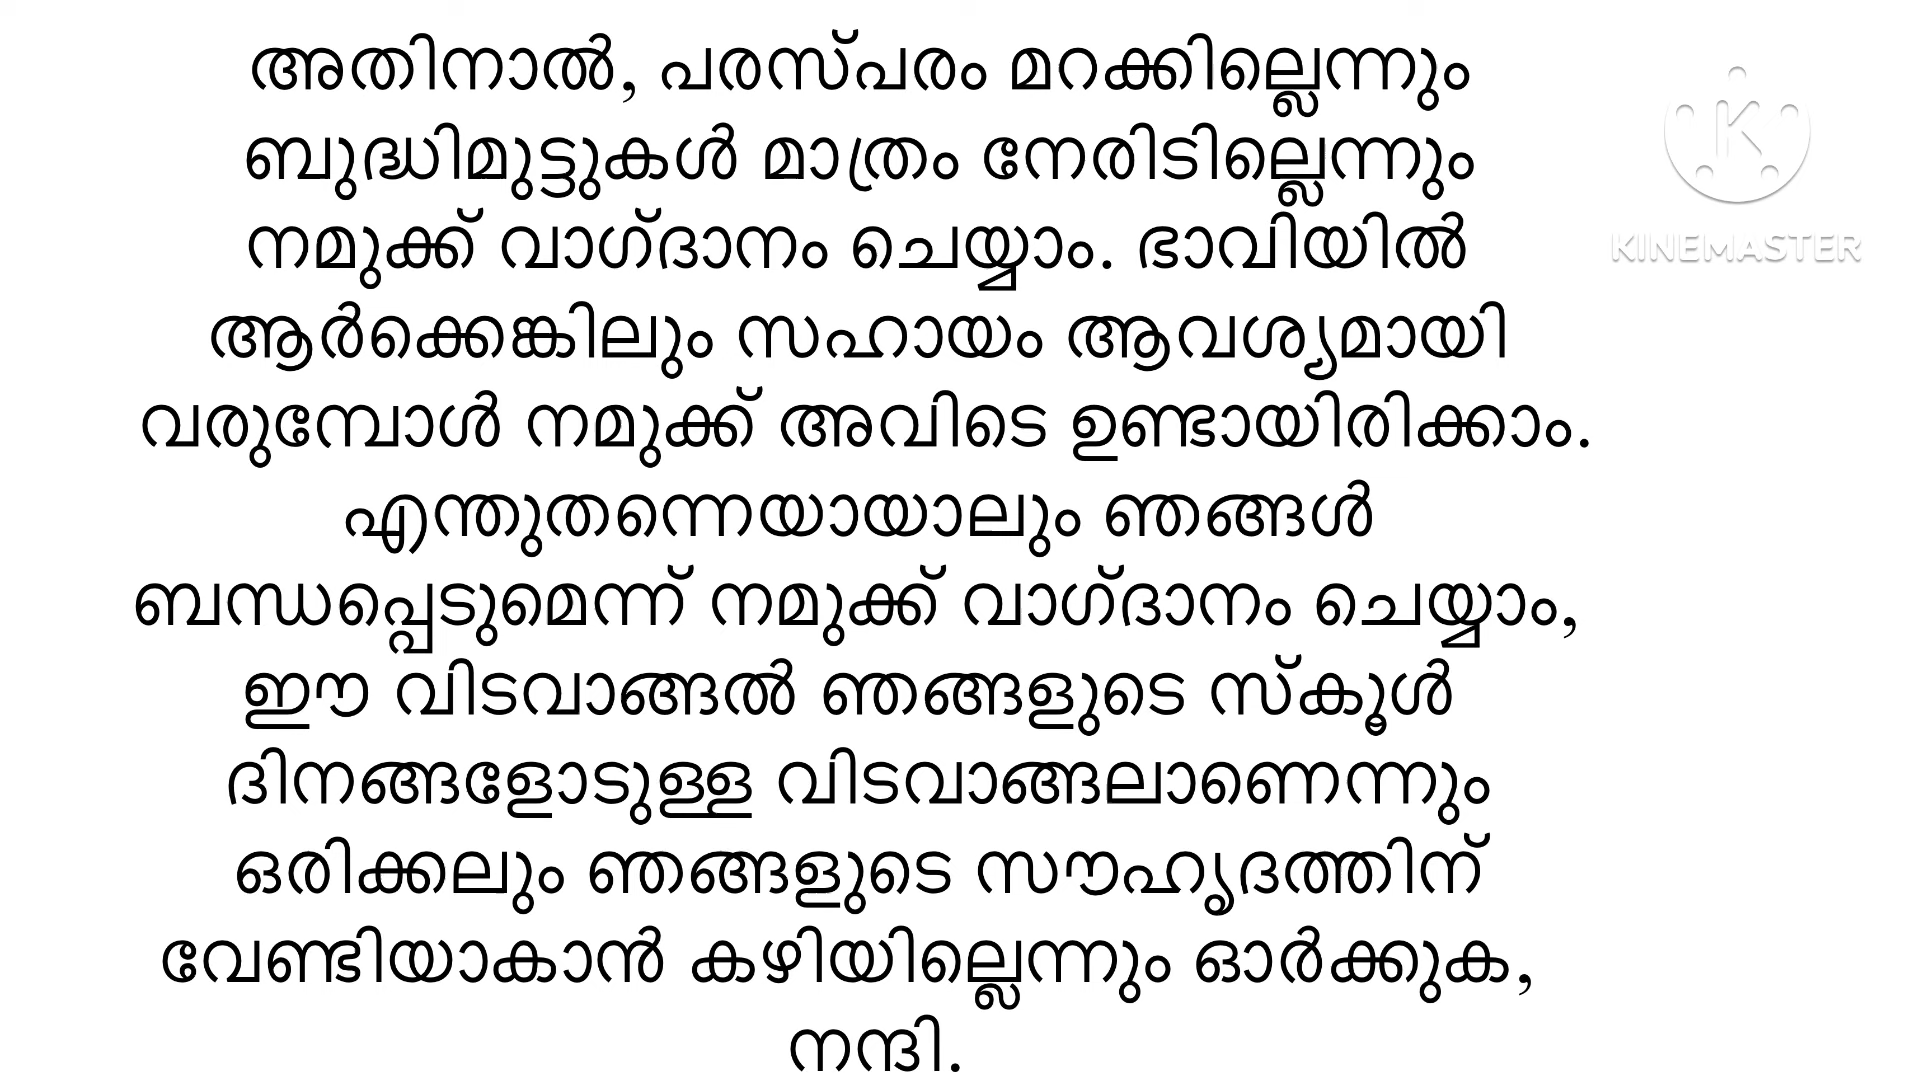 അതിനാൽ, പരസ്പരം മറക്കില്ലെന്നും
ബുദ്ധിമുട്ടുകൾ മാത്രം നേരിടില്ലെന്നും
നമുക്ക് വാഗ്ദാനം ചെയ്യാം. ഭാവിയിൽ
ആർക്കെങ്കിലും സഹായം ആവശ്യമായി
വരുമ്പോൾ നമുക്ക് അവിടെ ഉണ്ടായിരിക്കാം.
എന്തുതന്നെയായാലും ഞങ്ങൾ
ബന്ധപ്പെടുമെന്ന് നമുക്ക് വാഗ്ദാനം ചെയ്യാം,
ഈ വിടവാങ്ങൽ ഞങ്ങളുടെ സ്കൂൾ
ദിനങ്ങളോടുള്ള വിടവാങ്ങലാണെന്നും
ഒരിക്കലും ഞങ്ങളുടെ സൗഹൃദത്തിന്
വേണ്ടിയാകാൻ കഴിയില്ലെന്നും ഓർക്കുക,
നന്ദി.
K
KINEMASTER